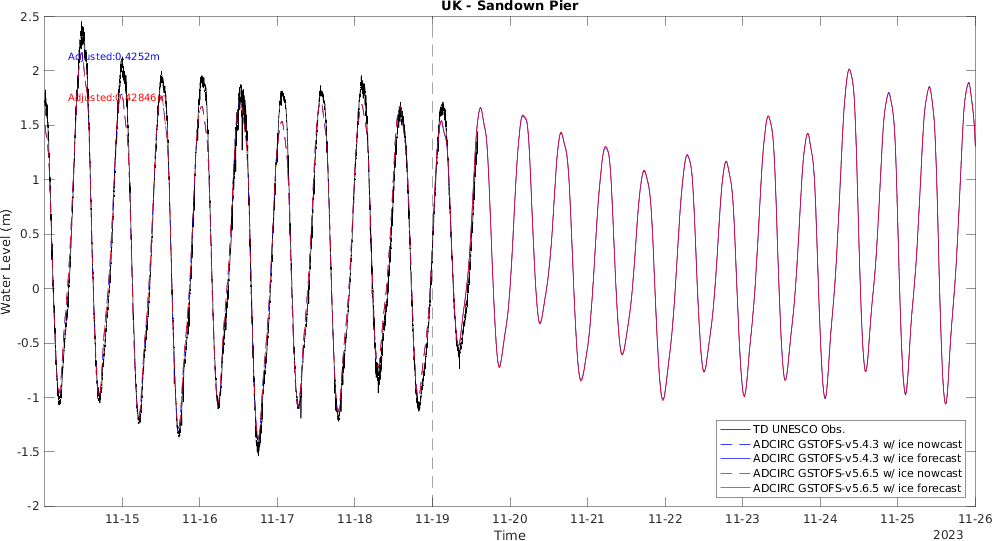 UK - Sandown Pier
2.5
2
1.5
1
0.5
0
-0.5
-1
-1.5
-2
Water Level (m)
Adjusted:0.4252m
Adjusted:0.42846m
TD UNESCO Obs.
ADCIRC GSTOFS-v5.4.3 w/ ice nowcast
ADCIRC GSTOFS-v5.4.3 w/ ice forecast
ADCIRC GSTOFS-v5.6.5 w/ ice nowcast
ADCIRC GSTOFS-v5.6.5 w/ ice forecast
11-15 11-16 11-17 11-18 11-19 11-20 11-21 11-22 11-23 11-24 11-25 11-26
Time
2023